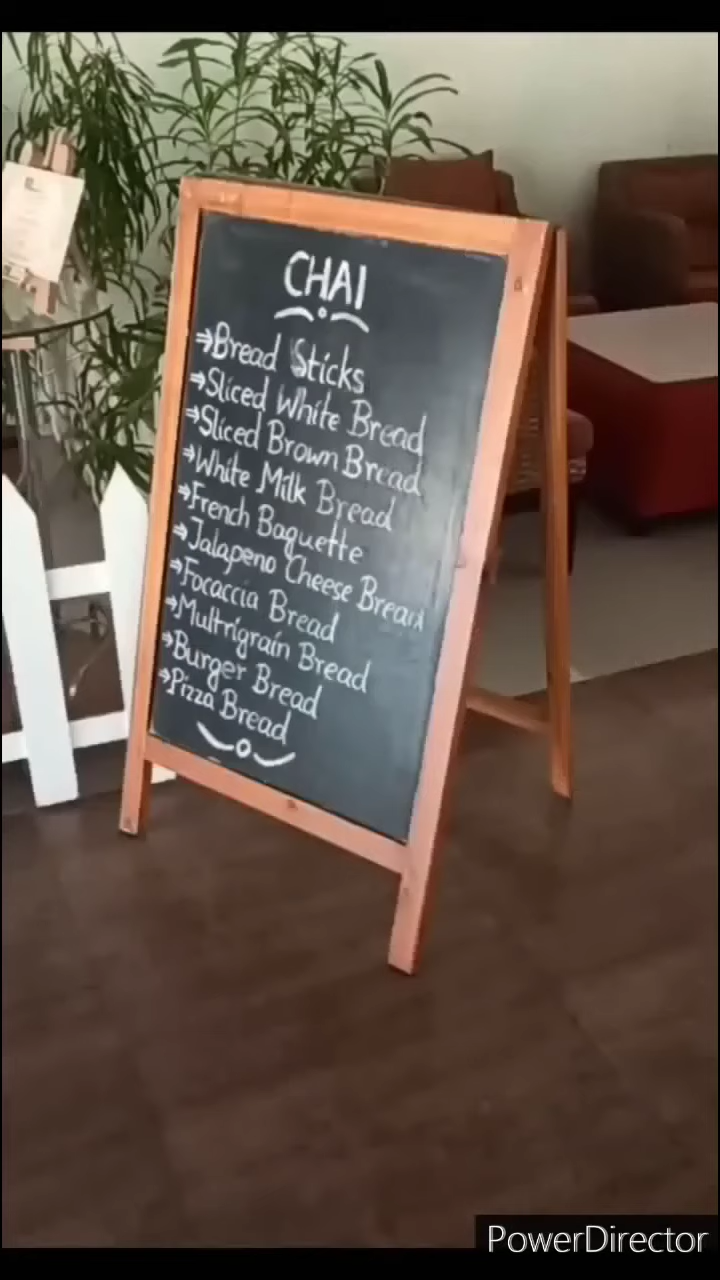 CHAI
⇒Bread Sticks
⇒Sliced White Bread
⇒Sliced Brown Bread
⇒White Milk Bread
⇒French Baguette
⇒Jalapeno Cheese Bread
⇒Focaccia Bread
⇒Multrigrain Bread
⇒Burger Bread
⇒Pizza Bread
PowerDirector